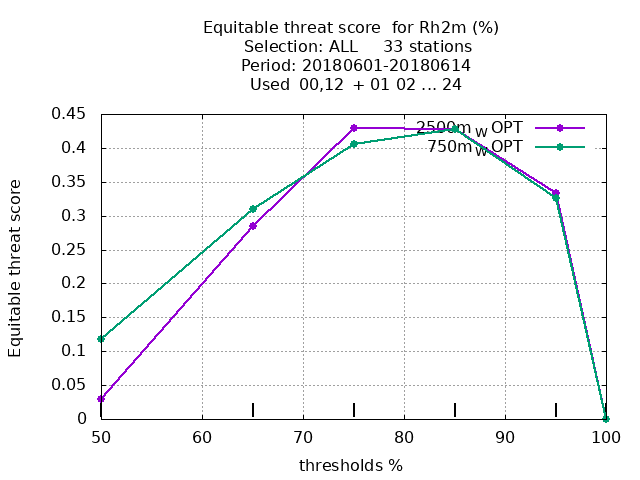 Equitable threat score  for Rh2m (%)
Selection: ALL     33 stations
Period: 20180601-20180614
Used  00,12  + 01 02 ... 24
0.45
0.4
0.35
0.3
0.25
0.2
0.15
0.1
0.05
0
Equitable threat score
2500m W OPT
750m W OPT
50 60 70 80 90 100
thresholds %